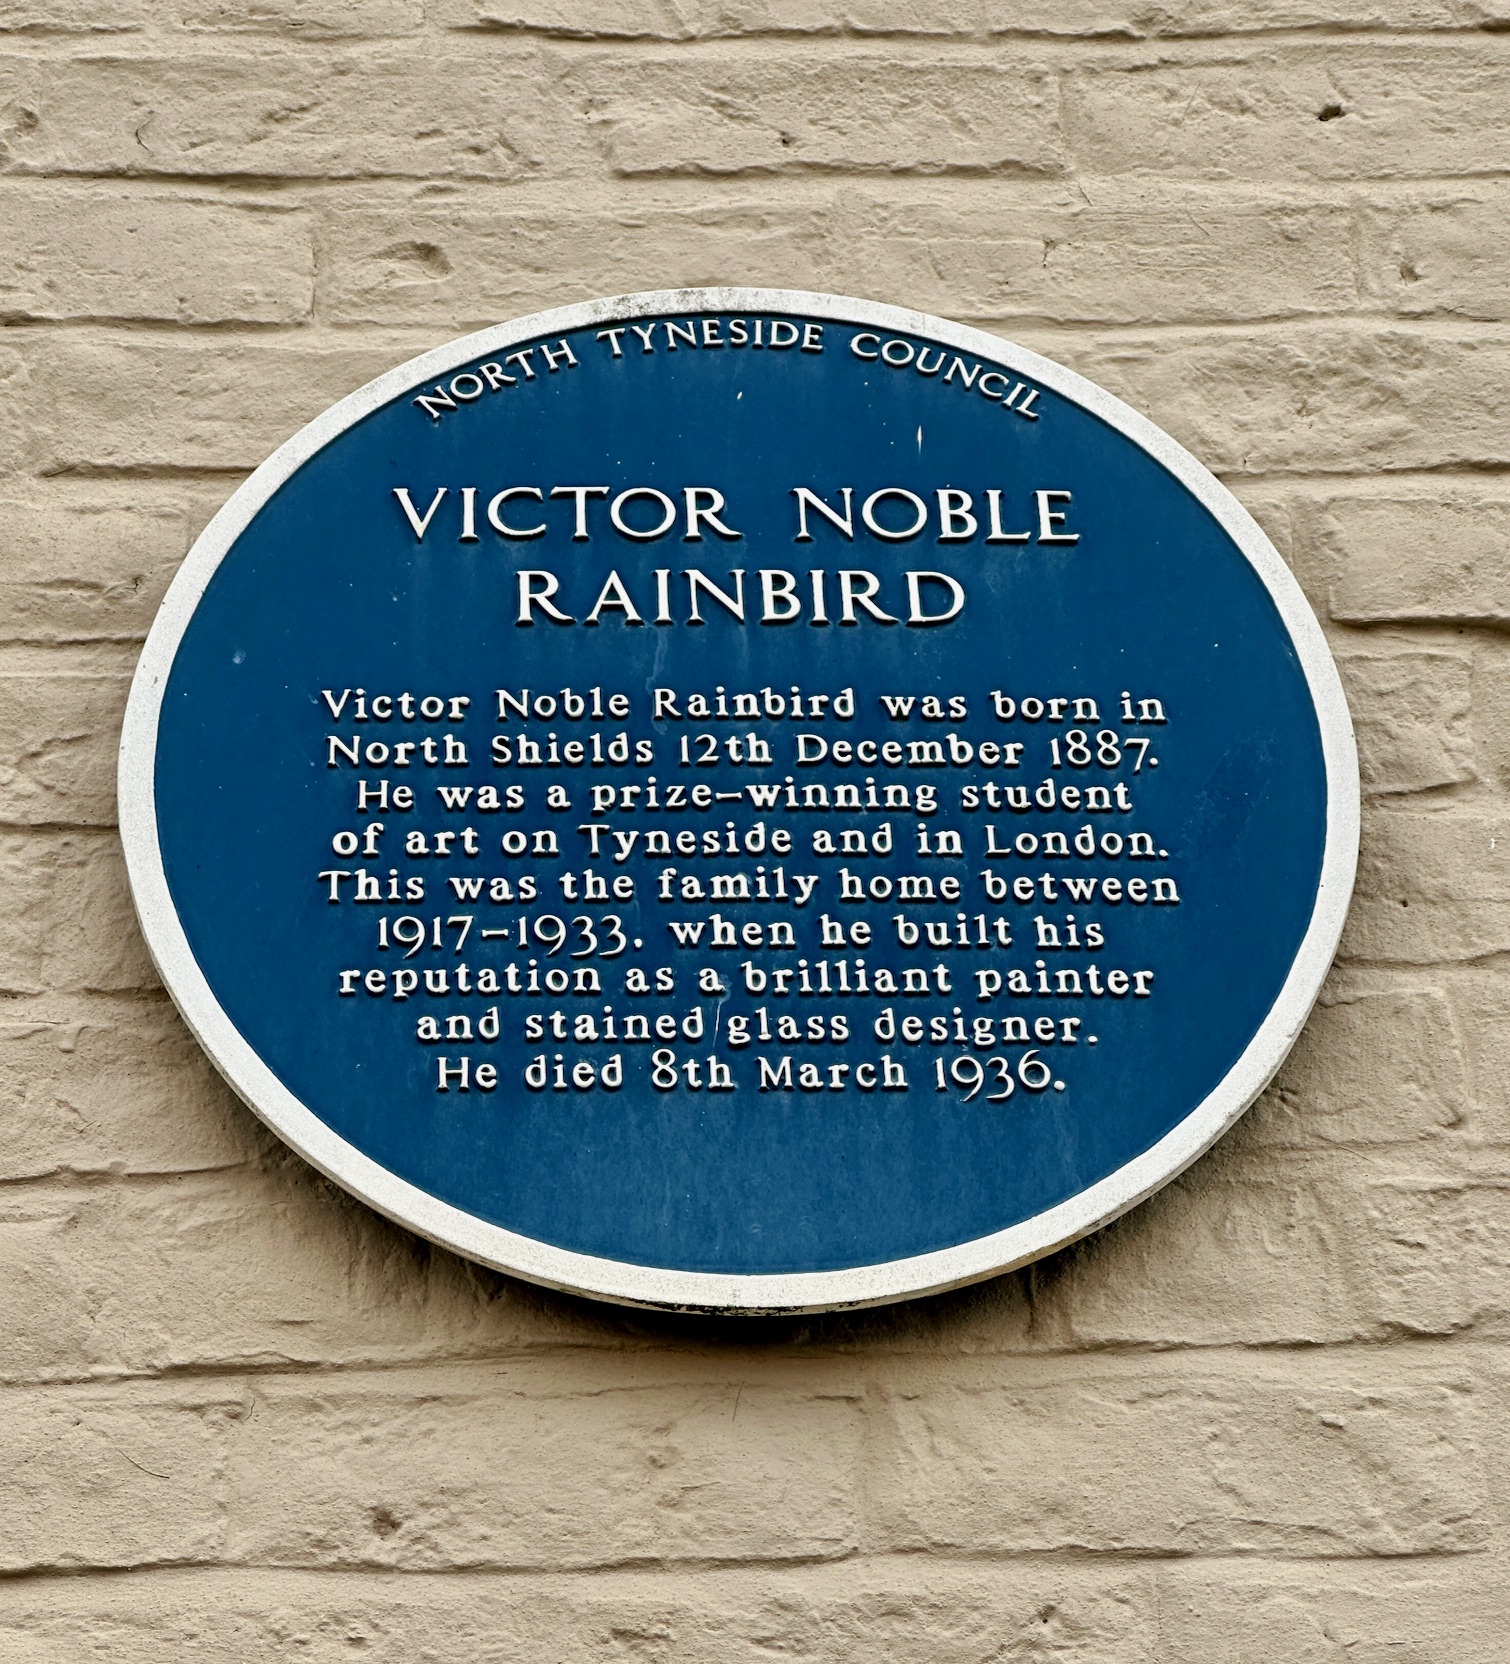 NORTH TYNESIDE COUNCIL
VICTOR NOBLE
RAINBIRD
Victor Noble Rainbird was born in
North Shields 12th December 1887.
He was a prize-winning student
of art on Tyneside and in London.
This was the family home between
1917-1933. when he built his
reputation as a brilliant painter
and stained glass designer.
He died 8th March 1936.